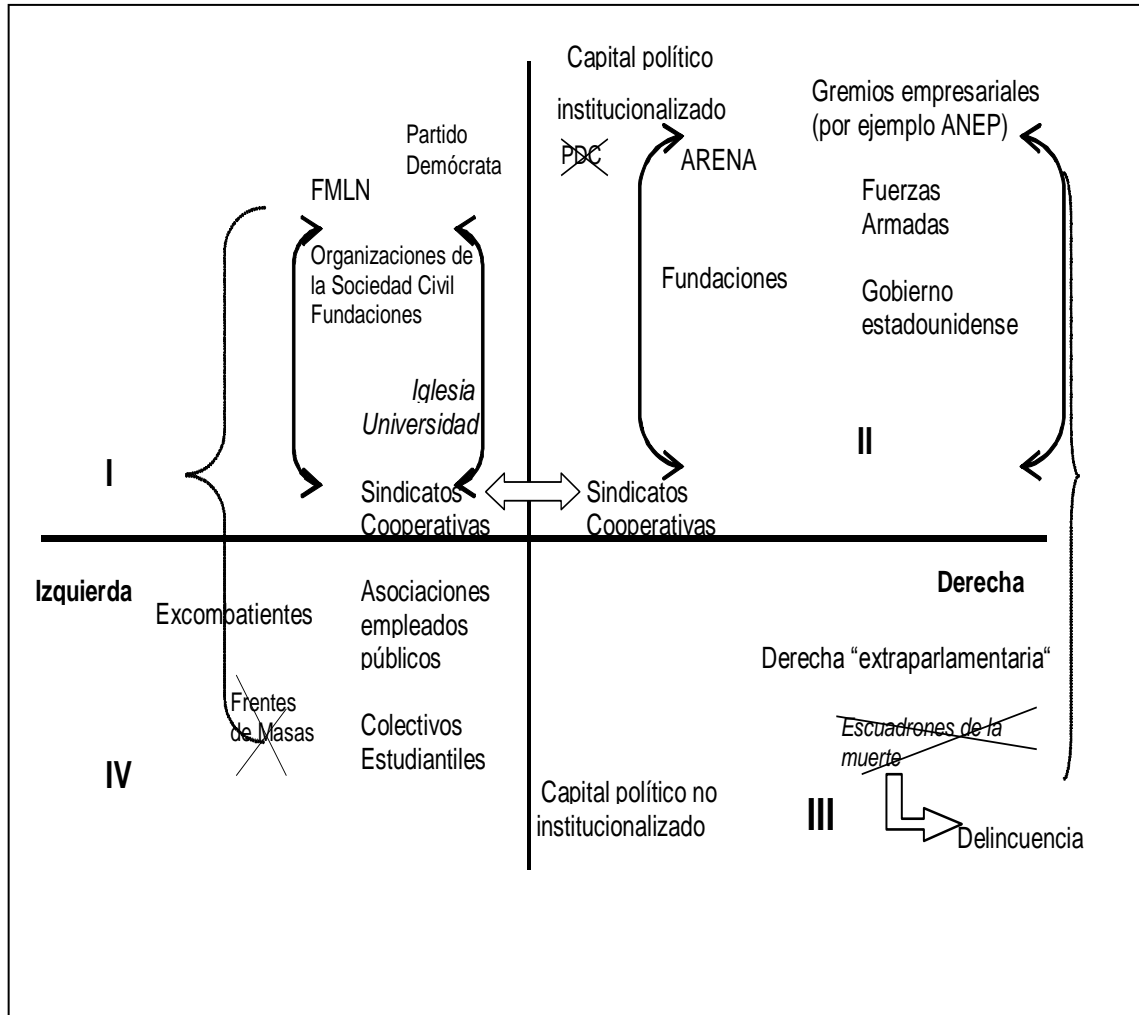 Capital político
institucionalizado
Gremios empresariales
(por ejemplo ANEP)
Partido
Demócrata
PDC
ARENA
FMLN
Fuerzas
Armadas
Organizaciones de
la Sociedad Civil
Fundaciones
Fundaciones
Gobierno
estadounidense
Iglesia
Universidad
I
II
Sindicatos
Cooperativas
Sindicatos
Cooperativas
Izquierda
Derecha
Excombatientes
Asociaciones
empleados
públicos
Derecha “extraparlamentaria“
Frentes
de Masas
Colectivos
Estudiantiles
Escuadrones de la
muerte
IV
Capital político no
institucionalizado
III
Delincuencia